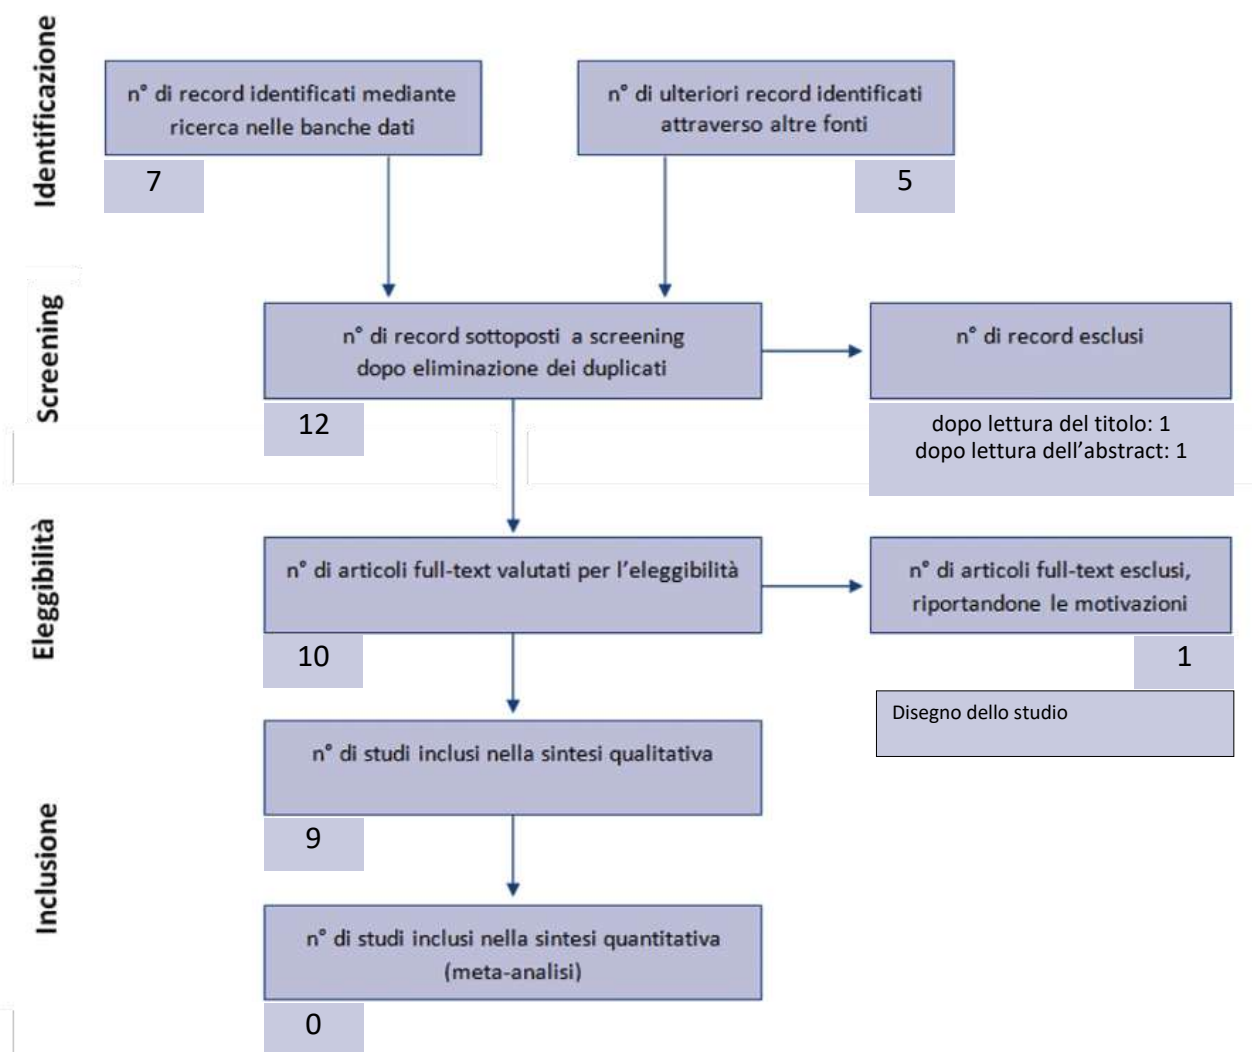 Identificazione
n° di record identificati mediante
ricerca nelle banche dati
7
n° di ulteriori record identificati
attraverso altre fonti
5
Screening
n° di record sottoposti a screening
dopo eliminazione dei duplicati
12
n° di record esclusi
dopo lettura del titolo: 1
dopo lettura dell’abstract: 1
Eleggibilità
n° di articoli full-text valutati per l’eleggibilità
10
n° di articoli full-text esclusi,
riportandone le motivazioni
1
Disegno dello studio
Inclusione
n° di studi inclusi nella sintesi qualitativa
9
n° di studi inclusi nella sintesi quantitativa
(meta-analisi)
0